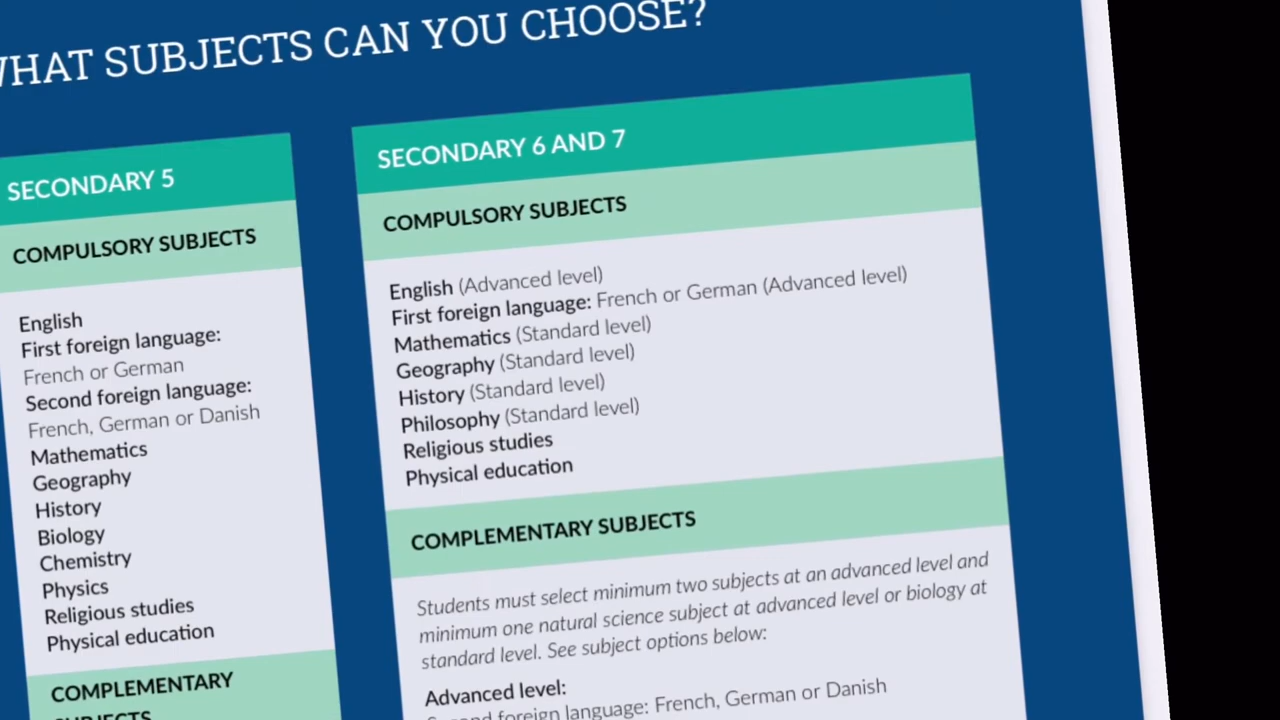 WHAT SUBJECTS CAN YOU CHOOSE?
SECONDARY 5
COMPULSORY SUBJECTS
English
First foreign language:
French or German
Second foreign language:
French, German or Danish
Mathematics
Geography
History
Biology
Chemistry
Physics
Religious studies
Physical education
COMPLEMENTARY
SUBJECTS
SECONDARY 6 AND 7
COMPULSORY SUBJECTS
English (Advanced level)
First foreign language: French or German (Advanced level)
Mathematics (Standard level)
Geography (Standard level)
History (Standard level)
Philosophy (Standard level)
Religious studies
Physical education
COMPLEMENTARY SUBJECTS
Students must select minimum two subjects at an advanced level and
minimum one natural science subject at advanced level or biology at
standard level. See subject options below:
Advanced level:
Second foreign language: French, German or Danish